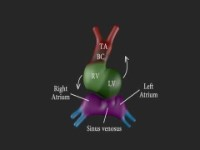 TA
BC
RV
LV
Right
Atrium
Left
Atrium
Sinus venosus